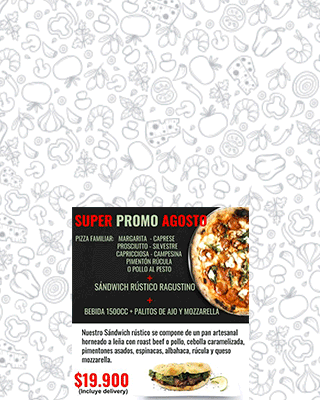 SUPER PROMO AGOSTO
PIZZA FAMILIAR: MARGARITA - CAPRESE
PROSCIUTTO - SILVESTRE
CAPRICCIOSA - CAMPESINA
PIMENTÓN RÚCULA
O POLLO AL PESTO
+
SÁNDWICH RÚSTICO RAGUSTINO
+
BEBIDA 1500CC + PALITOS DE AJO Y MOZZARELLA
Nuestro Sándwich rústico se compone de un pan artesanal
horneado a leña con roast beef o pollo, cebolla caramelizada,
pimentones asados, espinacas, albahaca, rúcula y queso
mozzarella.
$19.900
(Incluye delivery)